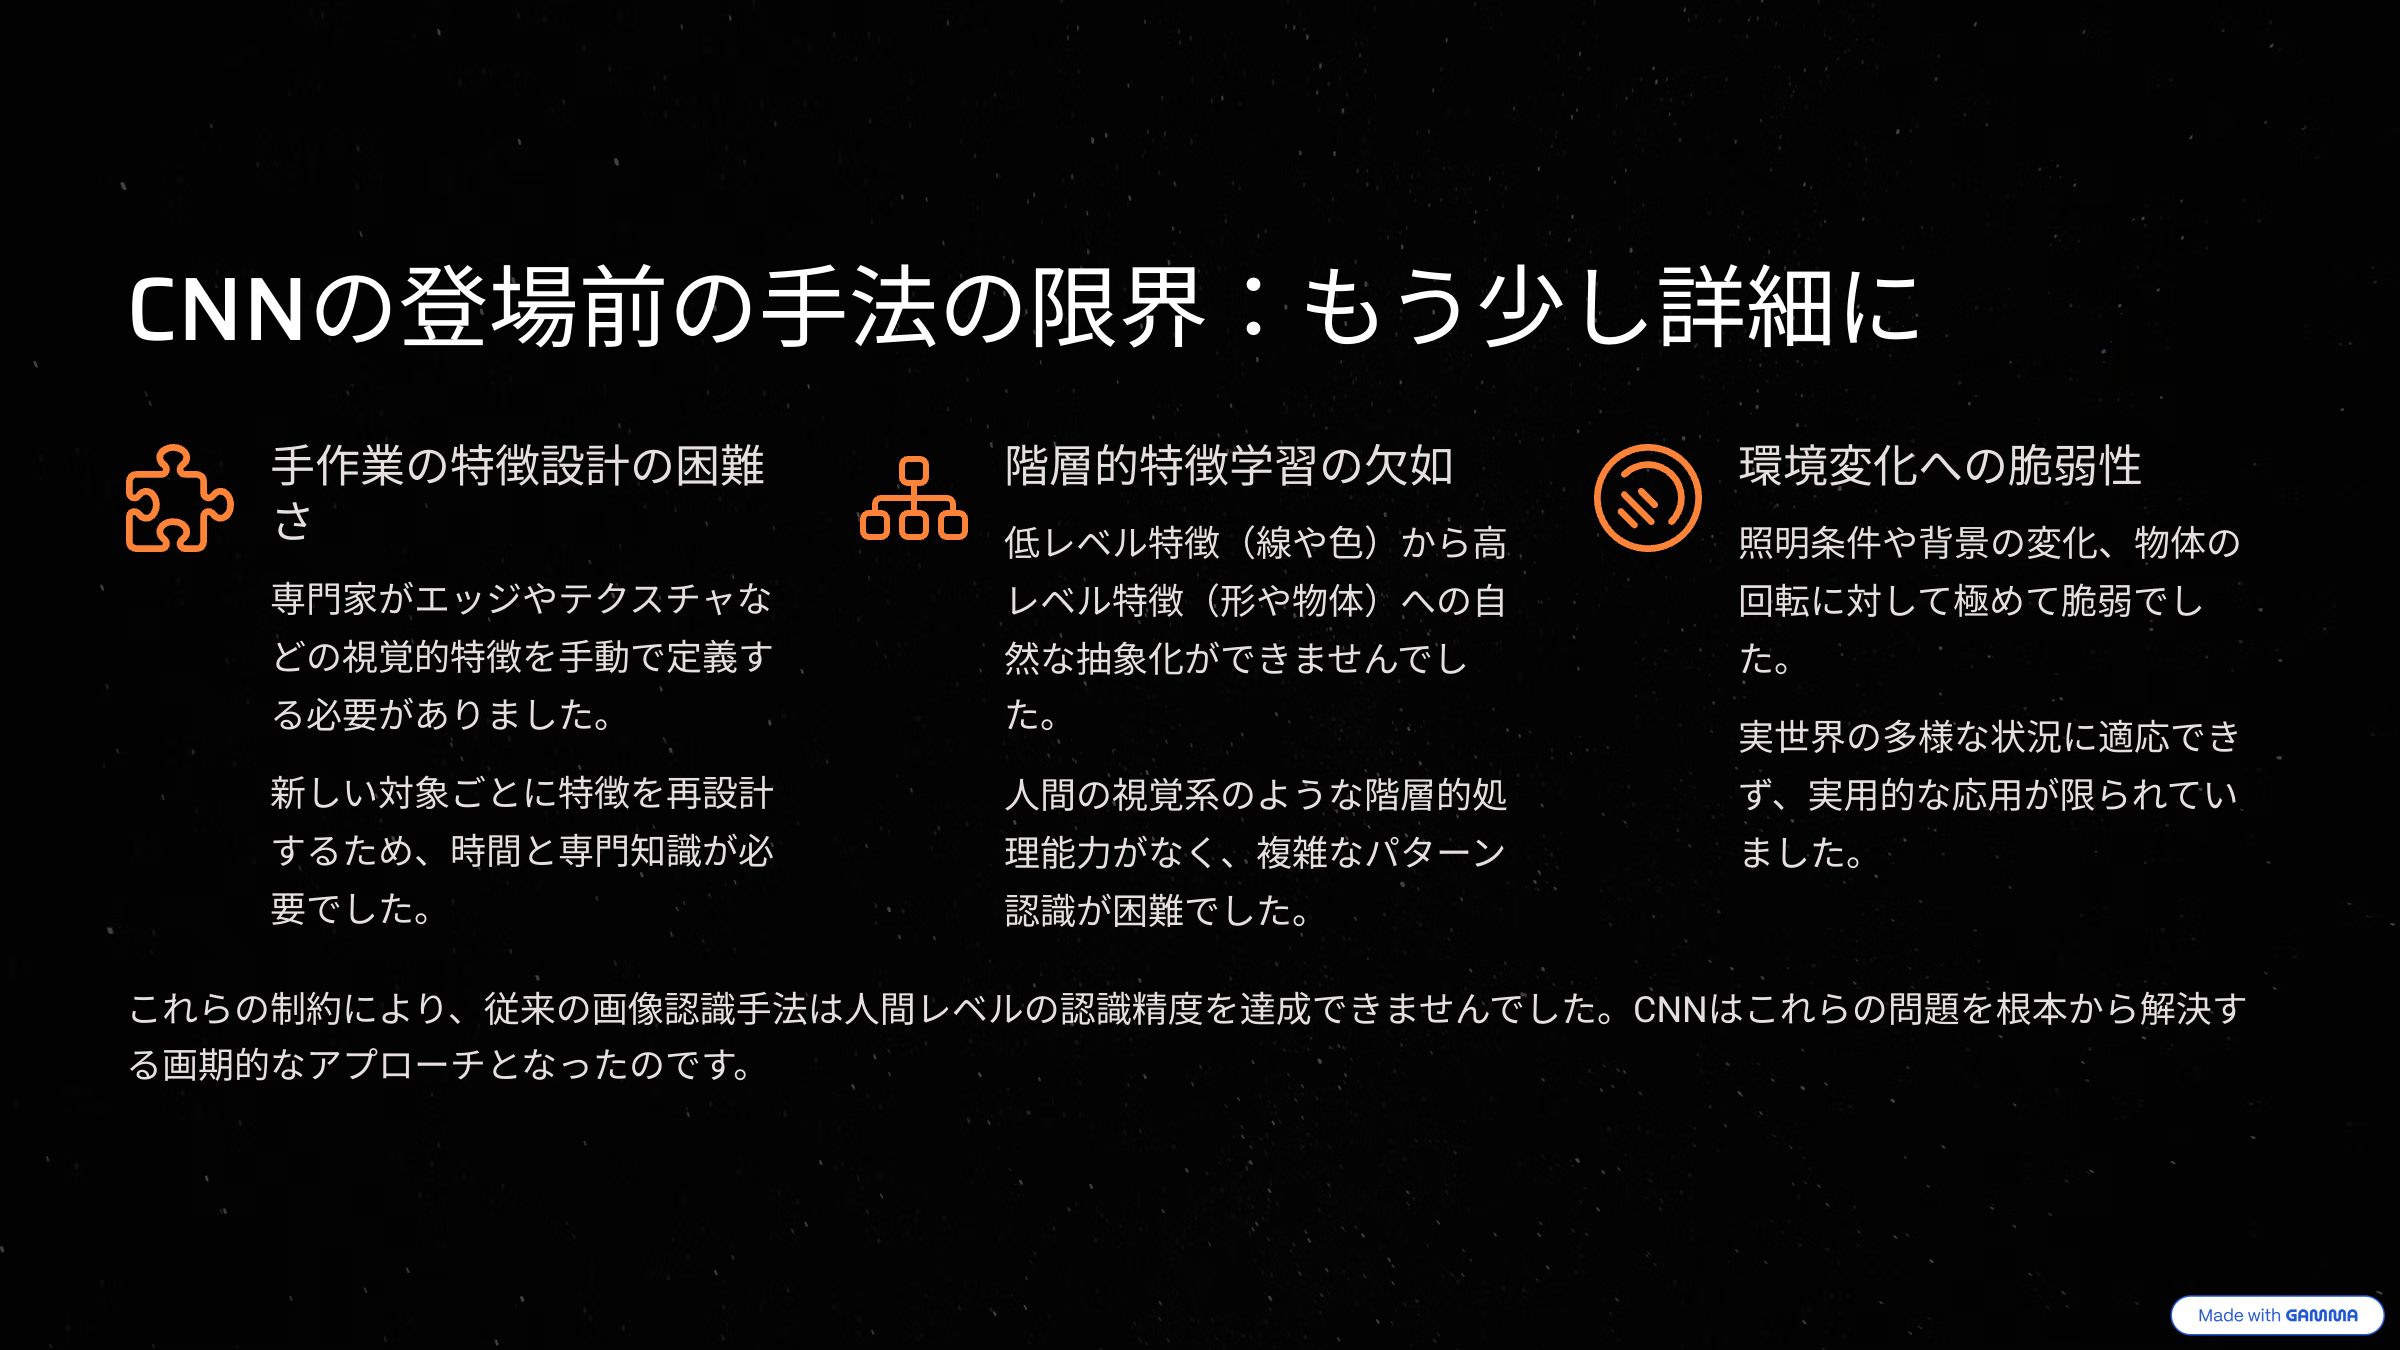 CNNの登場前の手法の限界：もう少し詳細に
手作業の特徴設計の困難
さ
専門家がエッジやテクスチャな
どの視覚的特徴を手動で定義す
る必要がありました。
新しい対象ごとに特徴を再設計
するため、時間と専門知識が必
要でした。
階層的特徴学習の欠如
低レベル特徴（線や色）から高
レベル特徴（形や物体）への自
然な抽象化ができませんでし
た。
人間の視覚系のような階層的処
理能力がなく、複雑なパターン
認識が困難でした。
環境変化への脆弱性
照明条件や背景の変化、物体の
回転に対して極めて脆弱でし
た。
実世界の多様な状況に適応でき
ず、実用的な応用が限られてい
ました。
これらの制約により、従来の画像認識手法は人間レベルの認識精度を達成できませんでした。CNNはこれらの問題を根本から解決す
る画期的なアプローチとなったのです。
Made with GAMMA